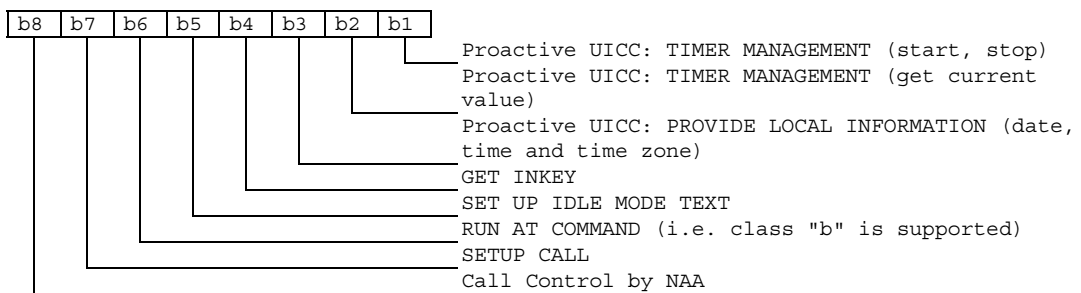 b8 b7 b6 b5 b4 b3 b2 b1
Proactive UICC: TIMER MANAGEMENT (start, stop)
Proactive UICC: TIMER MANAGEMENT (get current
value)
Proactive UICC: PROVIDE LOCAL INFORMATION (date,
time and time zone)
GET INKEY
SET UP IDLE MODE TEXT
RUN AT COMMAND (i.e. class "b" is supported)
SETUP CALL
Call Control by NAA